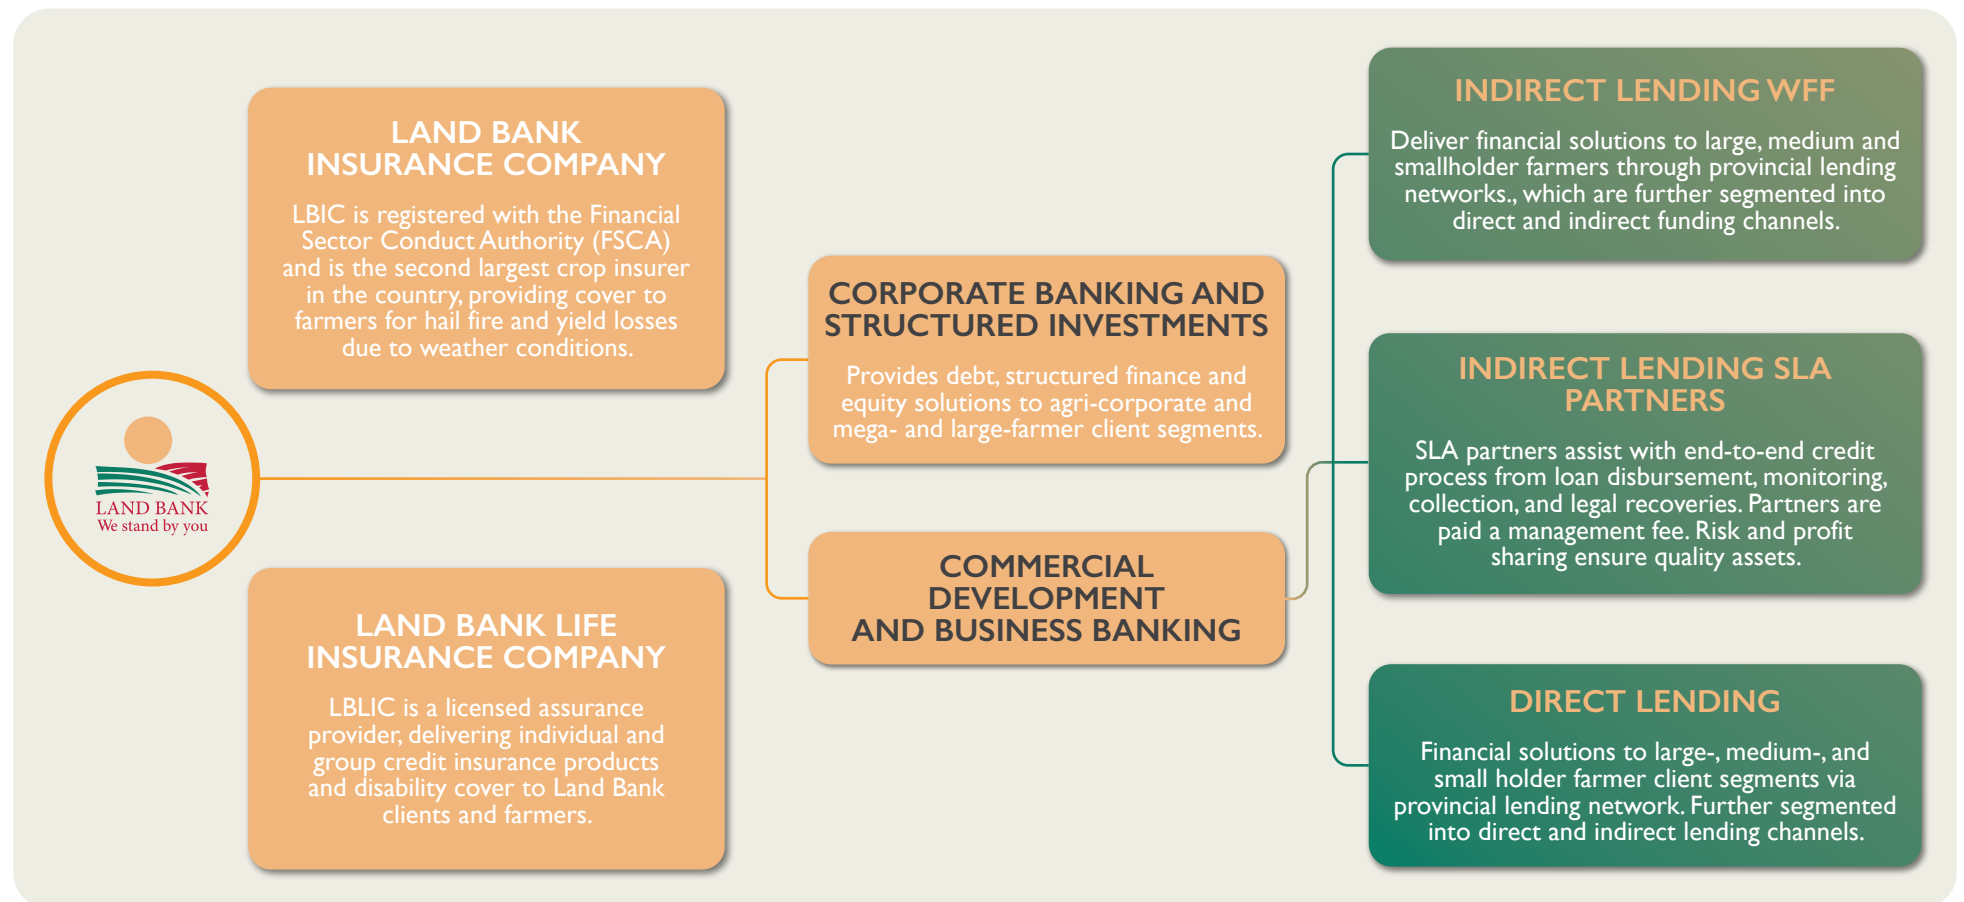 LAND BANK
INSURANCE COMPANY
LBIC is registered with the Financial
Sector Conduct Authority (FSCA)
and is the second largest crop insurer
in the country, providing cover to
farmers for hail fire and yield losses
due to weather conditions.
LAND BANK
We stand by you
LAND BANK LIFE
INSURANCE COMPANY
LBLIC is a licensed assurance
provider, delivering individual and
group credit insurance products
and disability cover to Land Bank
clients and farmers.
CORPORATE BANKING AND
STRUCTURED INVESTMENTS
Provides debt, structured finance and
equity solutions to agri-corporate and
mega- and large-farmer client segments.
COMMERCIAL
DEVELOPMENT
AND BUSINESS BANKING
INDIRECT LENDING WFF
Deliver financial solutions to large, medium and
smallholder farmers through provincial lending
networks., which are further segmented into
direct and indirect funding channels.
INDIRECT LENDING SLA
PARTNERS
SLA partners assist with end-to-end credit
process from loan disbursement, monitoring,
collection, and legal recoveries. Partners are
paid a management fee. Risk and profit
sharing ensure quality assets.
DIRECT LENDING
Financial solutions to large-, medium-, and
small holder farmer client segments via
provincial lending network. Further segmented
into direct and indirect lending channels.